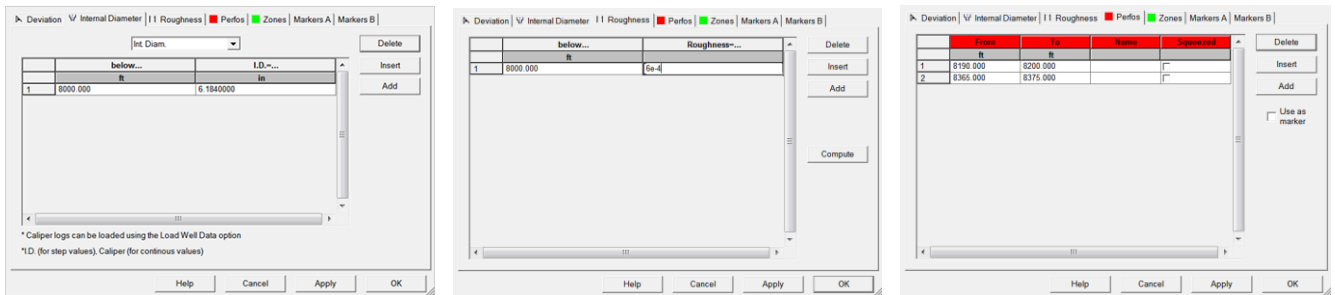 Deviation Internal Diameter Roughness Perfos Zones Markers A Markers B
Int. Diam.
Delete
below... I.D.=...
Insert
ft in
Add
1 8000.000 6.1840000
* Caliper logs can be loaded using the Load Well Data option
*I.D. (for step values), Caliper (for continous values)
Help Cancel Apply OK
Deviation Internal Diameter Roughness Perfos Zones Markers A Markers B
below... Roughness=...
Delete
ft
Insert
1 8000.000 6e-4
Add
Compute
Help Cancel Apply OK
Deviation Internal Diameter Roughness Perfos Zones Markers A Markers B
From To Name Squeezed
Delete
ft ft
Insert
1 8190.000 8200.000
2 8365.000 8375.000
Add
Use as
marker
Help Cancel Apply OK